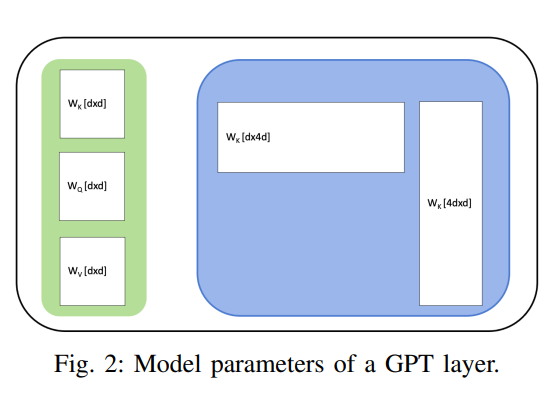 W_K [dxd]
W_Q [dxd]
W_V [dxd]
W_K [dx4d]
W_K [4dxd]
Fig. 2: Model parameters of a GPT layer.